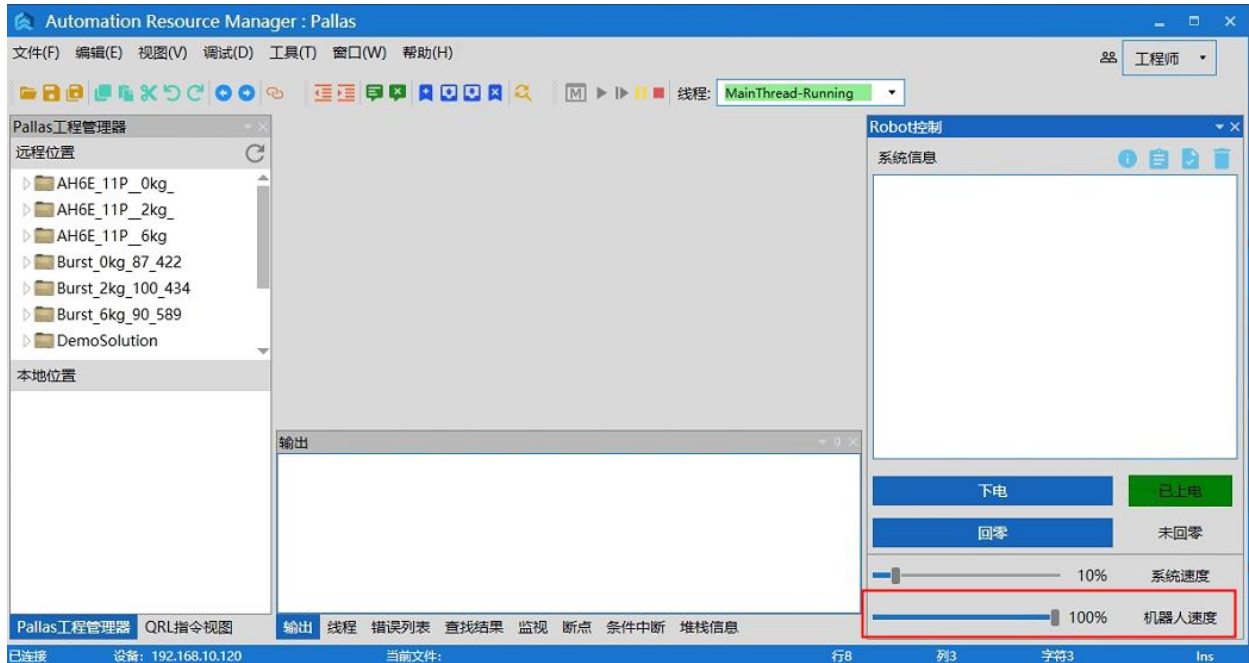 Automation Resource Manager : Pallas
文件(F) 编辑(E) 视图(V) 调试(D) 工具(T) 窗口(W) 帮助(H)
工程师
M 线程: MainThread-Running
Pallas工程管理器
远程位置
AH6E_11P__0kg_
AH6E_11P__2kg_
AH6E_11P__6kg
Burst_0kg_87_422
Burst_2kg_100_434
Burst_6kg_90_589
DemoSolution
本地位置
Pallas工程管理器 QRL指令视图
输出
输出 线程 错误列表 查找结果 监视 断点 条件中断 堆栈信息
Robot控制
系统信息
下电 已上电
回零 未回零
10% 系统速度
100% 机器人速度
已连接 设备: 192.168.10.120 当前文件: 行8 列3 字符3 Ins